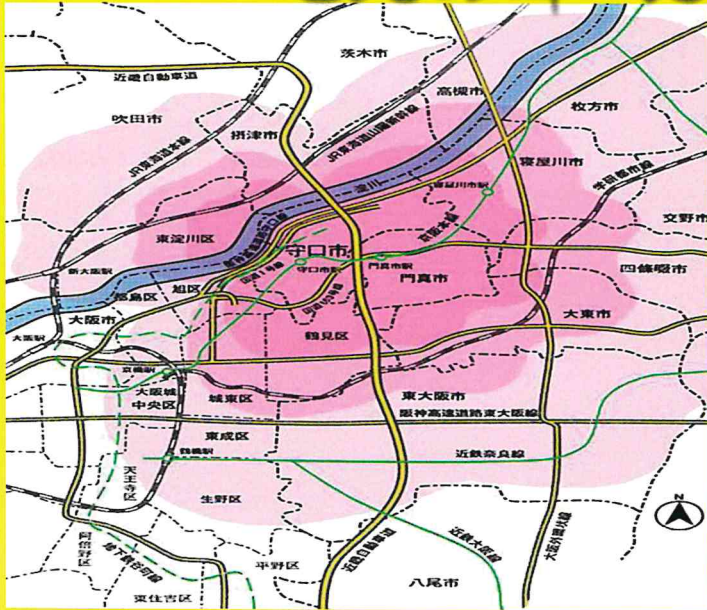 茨木市
近畿自動車道
高槻市
枚方市
吹田市
摂津市
JR東海道山陽新幹線
JR東海道本線
淀川
寝屋川市
寝屋川市駅
学研都市線
交野市
京阪本線
東淀川区
守口市
守口市駅
門真市駅
門真市
四條畷市
新大阪駅
旭区
都島区
国道1号線
大阪市
大東市
鶴見区
大阪駅
京橋駅
大阪城
中央区
城東区
東大阪市
阪神高速道路東大阪線
東成区
鶴橋駅
近鉄奈良線
天王寺区
生野区
N
阿倍野区
地下鉄谷町線
近畿自動車道
近鉄大阪線
大阪外環状線
平野区
八尾市
東住吉区